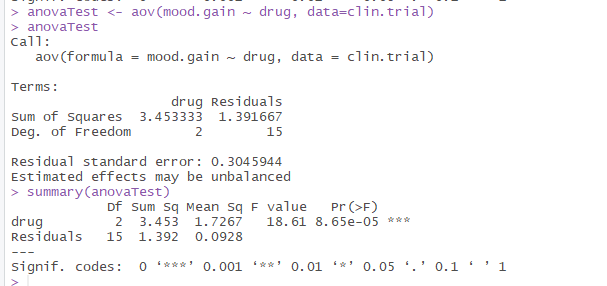 > anovaTest <- aov(mood.gain ~ drug, data=clin.trial)
> anovaTest
Call:
   aov(formula = mood.gain ~ drug, data = clin.trial)

Terms:
                    drug Residuals
Sum of Squares  3.453333  1.391667
Deg. of Freedom        2        15

Residual standard error: 0.3045944
Estimated effects may be unbalanced
> summary(anovaTest)
            Df Sum Sq Mean Sq F value   Pr(>F)
drug         2  3.453  1.7267   18.61 8.65e-05 ***
Residuals   15  1.392  0.0928
---
Signif. codes:  0 ‘***’ 0.001 ‘**’ 0.01 ‘*’ 0.05 ‘.’ 0.1 ‘ ’ 1
>